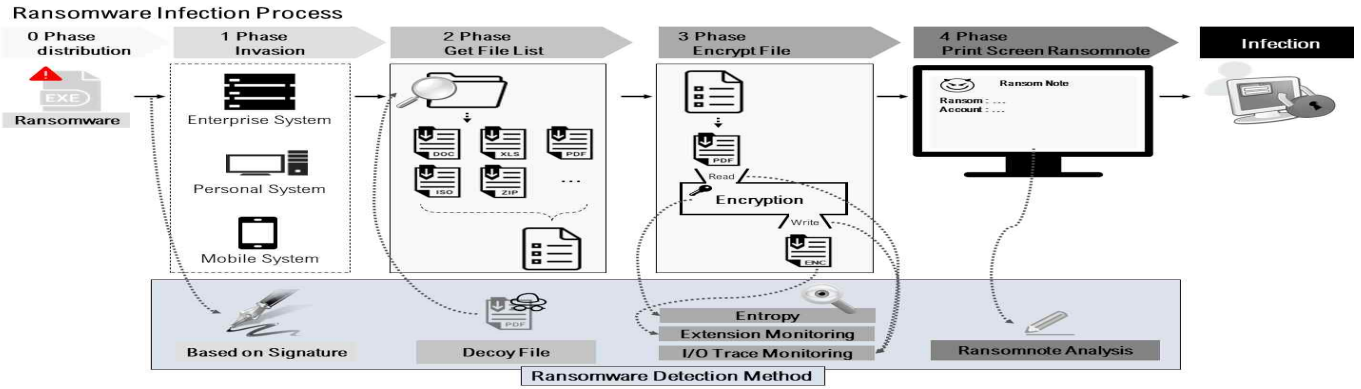 Ransomware Infection Process
0 Phase
distribution
1 Phase
Invasion
2 Phase
Get File List
3 Phase
Encrypt File
4 Phase
Print Screen Ransomnote
Infection
EXE
Ransomware
Enterprise System
Personal System
Mobile System
DOC
XLS
PDF
ISO
ZIP
...
PDF
Read
Encryption
Write
ENC
Ransom Note
Ransom : ...
Account : ...
Based on Signature
PDF
Decoy File
Entropy
Extension Monitoring
I/O Trace Monitoring
Ransomnote Analysis
Ransomware Detection Method